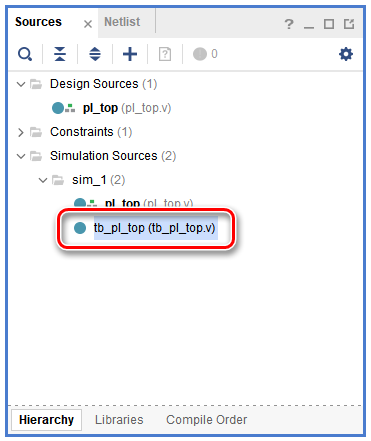 Sources × Netlist ?
0
Design Sources (1)
pl_top (pl_top.v)
Constraints (1)
Simulation Sources (2)
sim_1 (2)
pl_top (pl_top.v)
tb_pl_top (tb_pl_top.v)
Hierarchy Libraries Compile Order